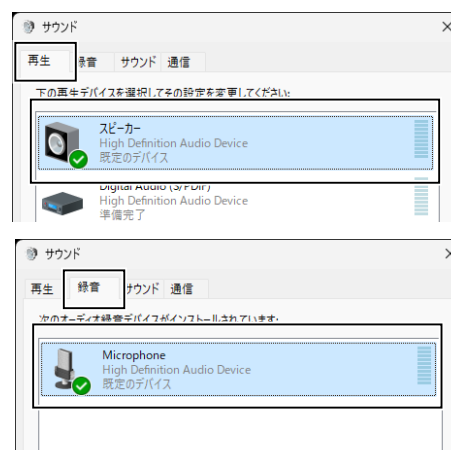 サウンド
再生 録音 サウンド 通信
下の再生デバイスを選択してその設定を変更してください:
スピーカー
High Definition Audio Device
既定のデバイス
Digital Audio (S/PDIF)
High Definition Audio Device
準備完了
サウンド
再生 録音 サウンド 通信
次のオーディオ録音デバイスがインストールされています:
Microphone
High Definition Audio Device
既定のデバイス